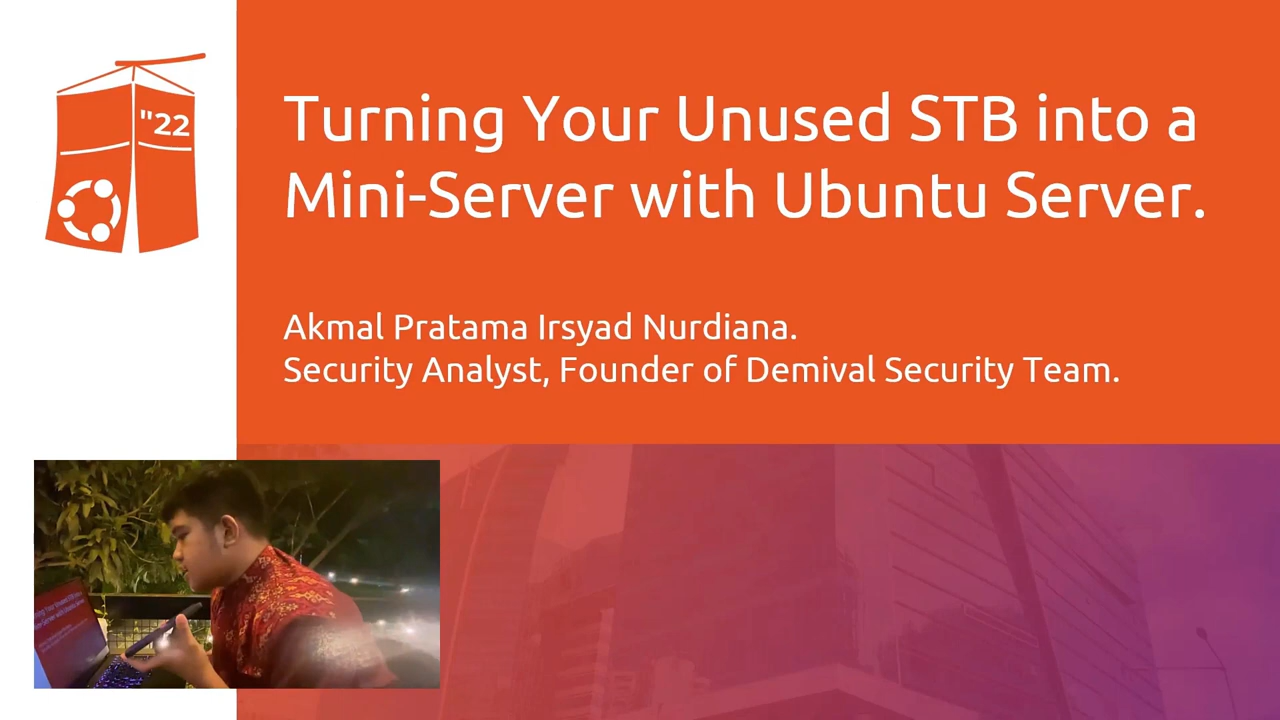 "22
Turning Your Unused STB into a
Mini-Server with Ubuntu Server.
Akmal Pratama Irsyad Nurdiana.
Security Analyst, Founder of Demival Security Team.